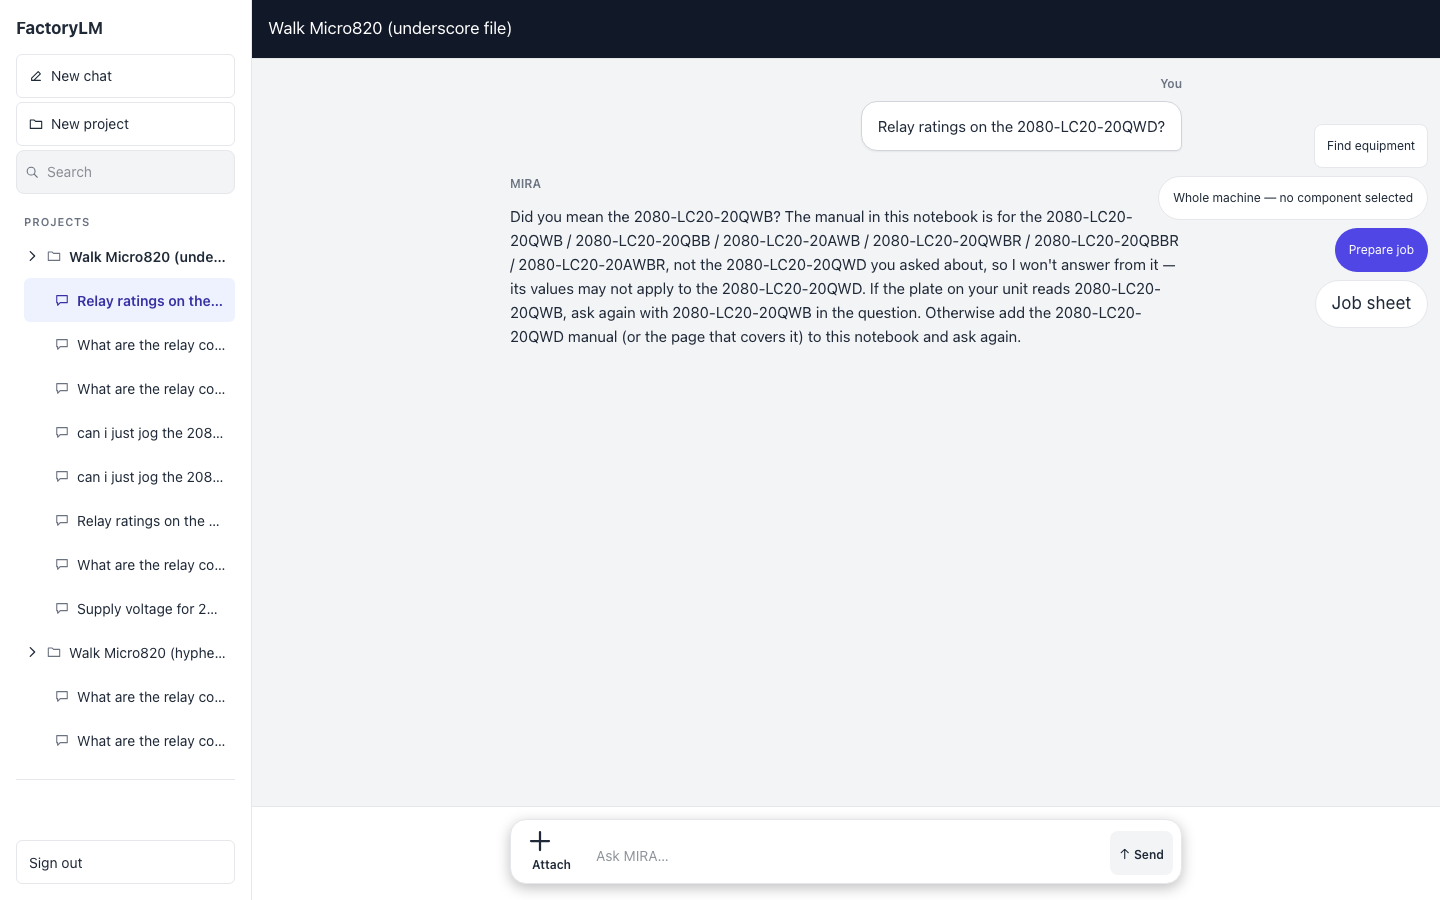 FactoryLM
New chat
New project
Search
PROJECTS
Walk Micro820 (unde...
Relay ratings on the...
What are the relay co...
What are the relay co...
can i just jog the 208...
can i just jog the 208...
Relay ratings on the ...
What are the relay co...
Supply voltage for 2...
Walk Micro820 (hyphe...
What are the relay co...
What are the relay co...
Sign out
Walk Micro820 (underscore file)
You
Relay ratings on the 2080-LC20-20QWD?
MIRA
Did you mean the 2080-LC20-20QWB? The manual in this notebook is for the 2080-LC20-
20QWB / 2080-LC20-20QBB / 2080-LC20-20AWB / 2080-LC20-20QWBR / 2080-LC20-20QBBR
/ 2080-LC20-20AWBR, not the 2080-LC20-20QWD you asked about, so I won't answer from it —
its values may not apply to the 2080-LC20-20QWD. If the plate on your unit reads 2080-LC20-
20QWB, ask again with 2080-LC20-20QWB in the question. Otherwise add the 2080-LC20-
20QWD manual (or the page that covers it) to this notebook and ask again.
Find equipment
Whole machine — no component selected
Prepare job
Job sheet
Attach
Ask MIRA...
↑ Send